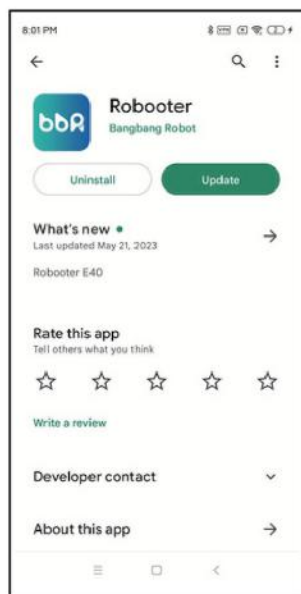 8:01 PM
bbR
Robooter
Bangbang Robot
Uninstall
Update
What's new
Last updated May 21, 2023
Robooter E40
Rate this app
Tell others what you think
Write a review
Developer contact
About this app